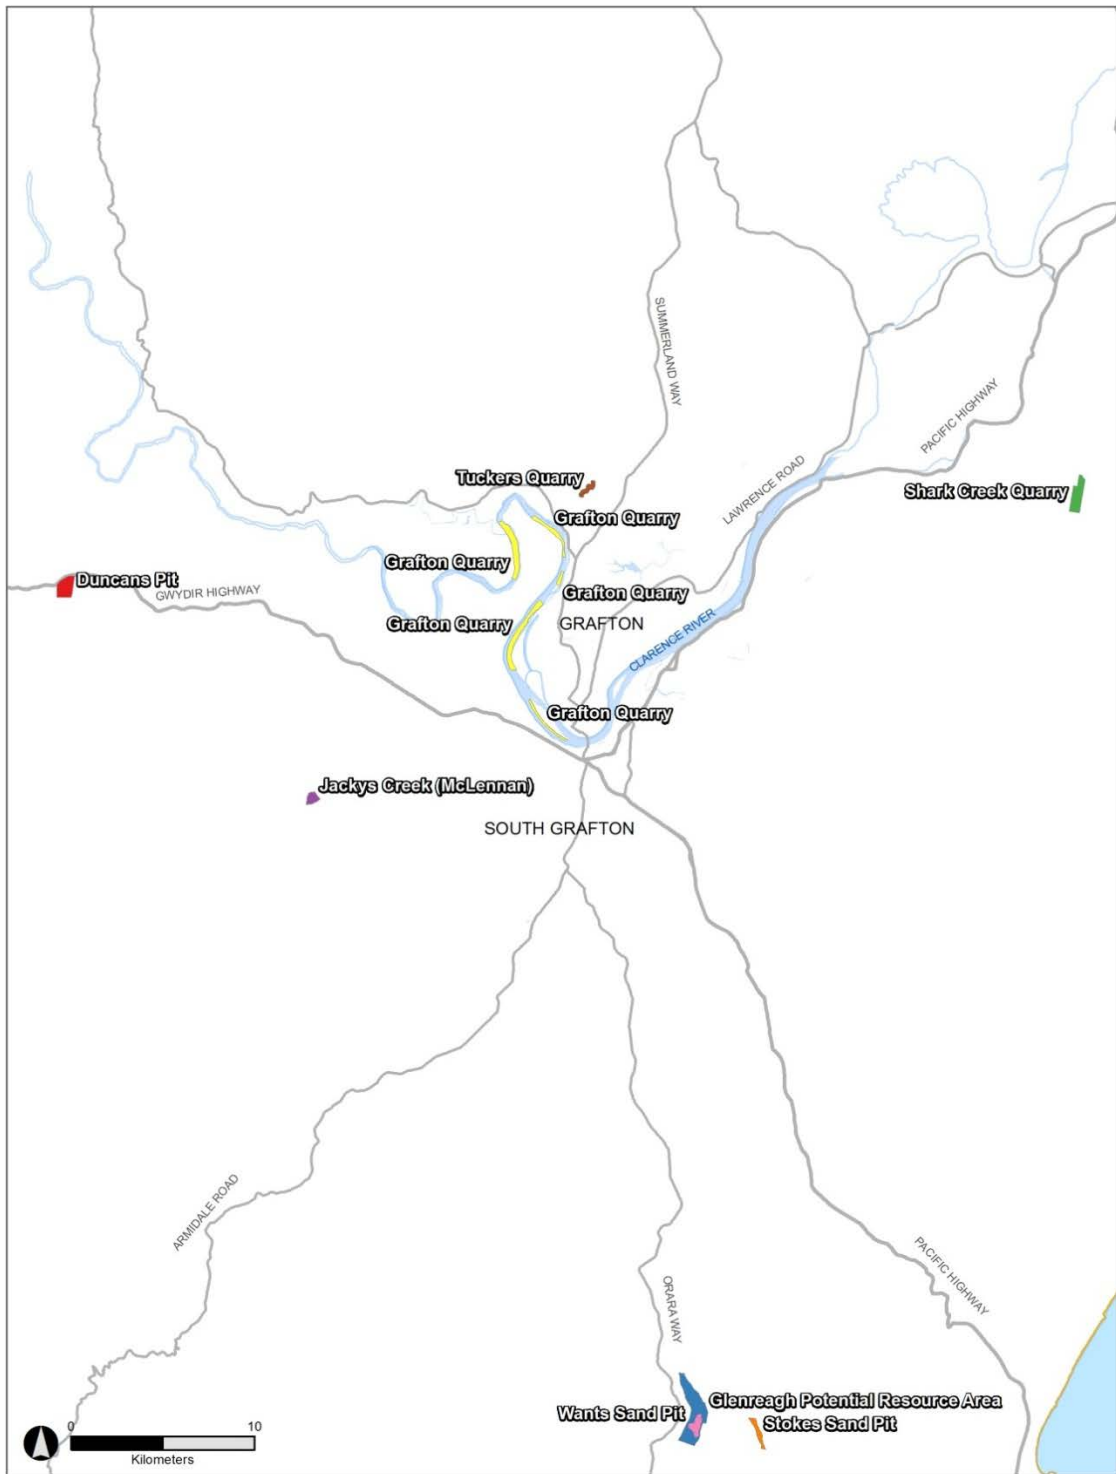 SUMMERLAND WAY
PACIFIC HIGHWAY
Tuckers Quarry
LAWRENCE ROAD
Shark Creek Quarry
Grafton Quarry
Grafton Quarry
Duncans Pit
GWYDIR HIGHWAY
Grafton Quarry
Grafton Quarry
GRAFTON
CLARENCE RIVER
Grafton Quarry
Jackys Creek (McLennan)
SOUTH GRAFTON
ARMIDALE ROAD
PACIFIC HIGHWAY
ORARA WAY
Glenreagh Potential Resource Area
Wants Sand Pit
Stokes Sand Pit
0 10
Kilometers